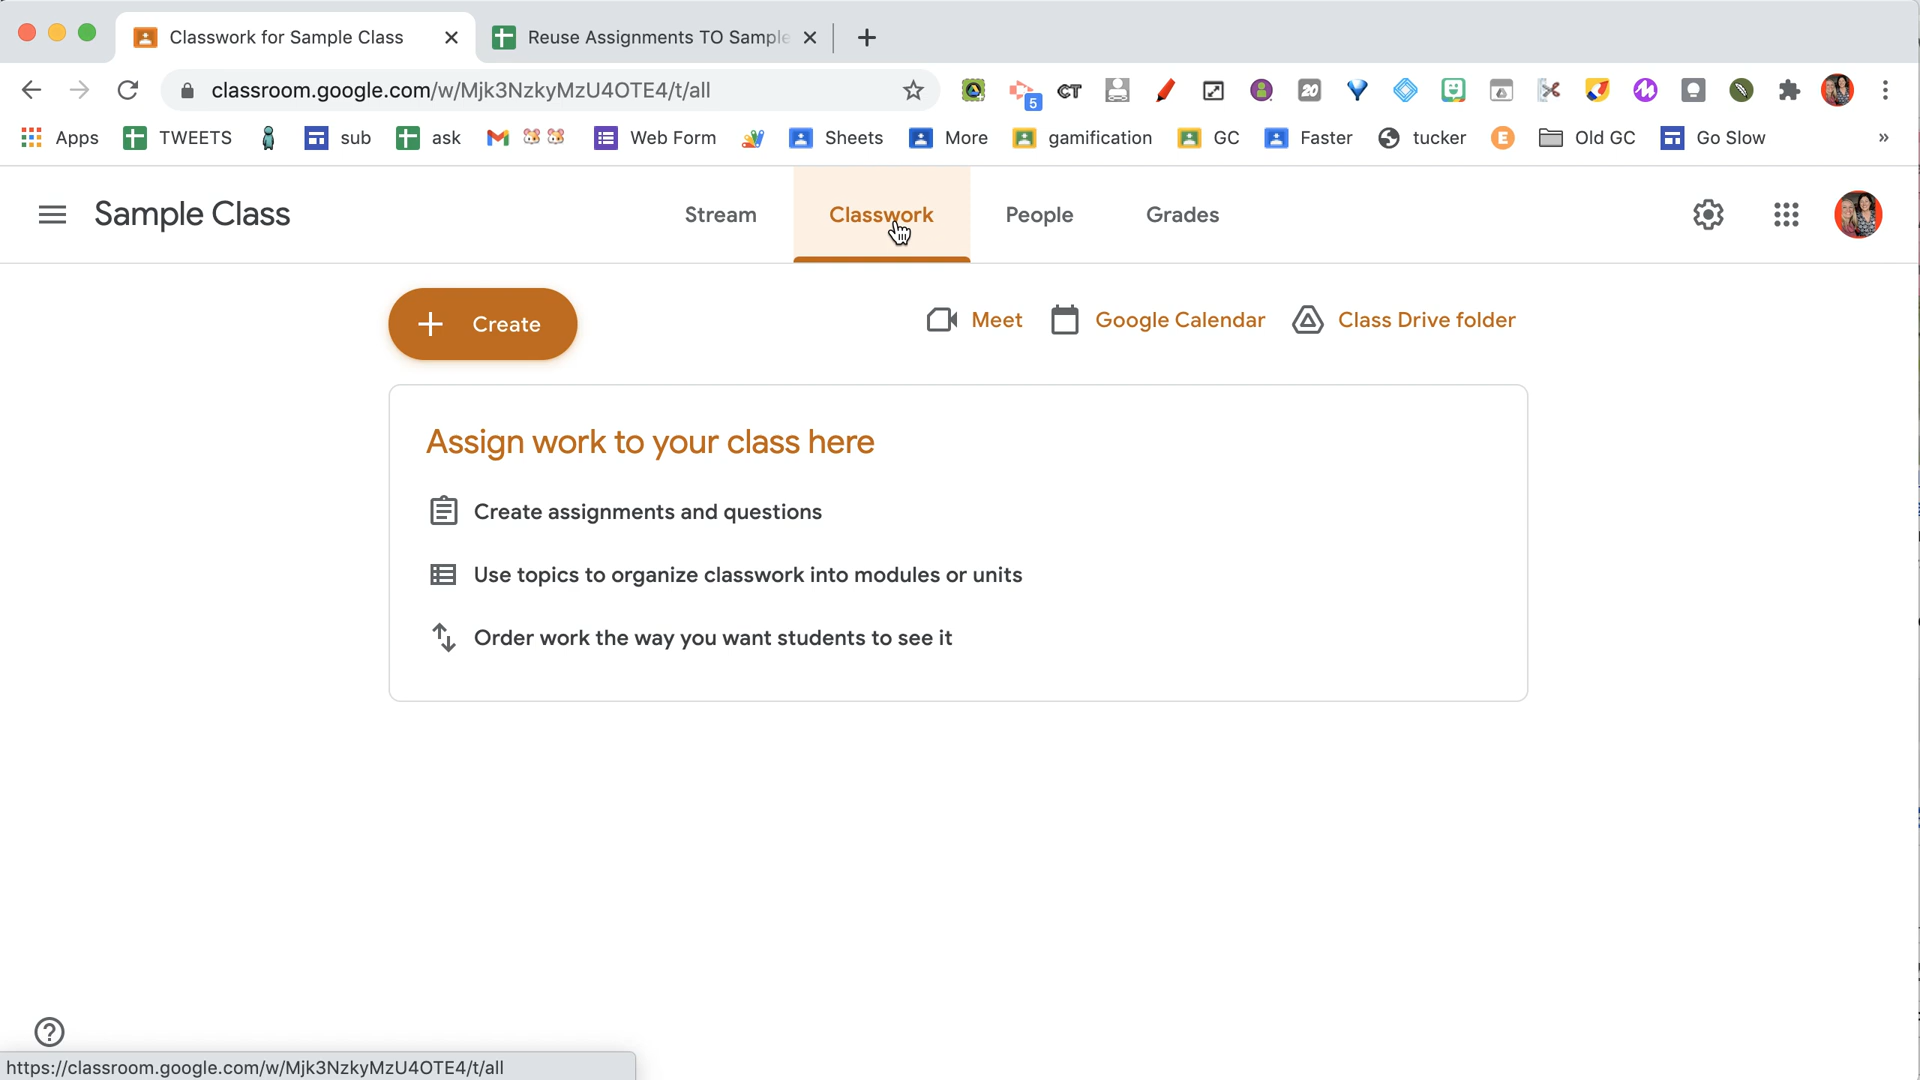 Classwork for Sample Class
Reuse Assignments TO Sample
classroom.google.com/w/Mjk3NzkyMzU4OTE4/t/all
5
CT
20
Apps
TWEETS
sub
ask
Web Form
Sheets
More
gamification
GC
Faster
tucker
E
Old GC
Go Slow
»
Sample Class
Stream
Classwork
People
Grades
Create
Meet
Google Calendar
Class Drive folder
Assign work to your class here
Create assignments and questions
Use topics to organize classwork into modules or units
Order work the way you want students to see it
https://classroom.google.com/w/Mjk3NzkyMzU4OTE4/t/all